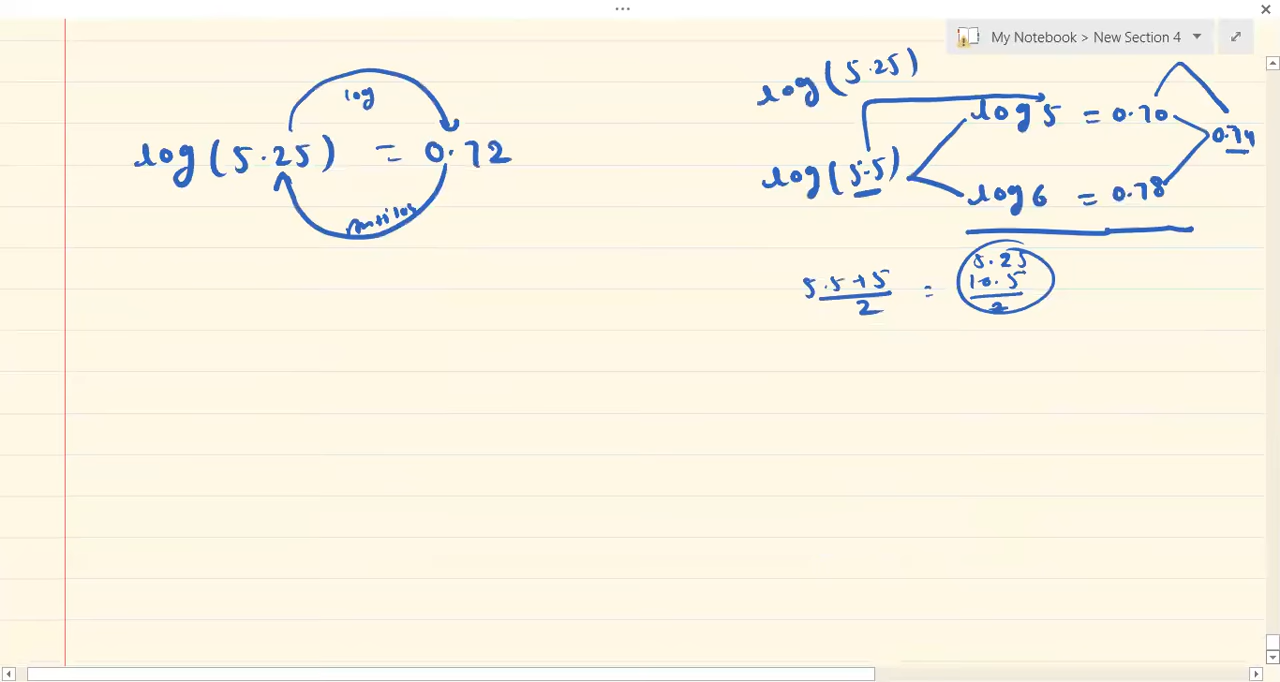 My Notebook > New Section 4
log
log(5.25) = 0.72
Antilog
log(5.25)
log 5 = 0.70
0.74
log(5.5)
log 6 = 0.78
5.25
5.5+5 = 10.5
2 2